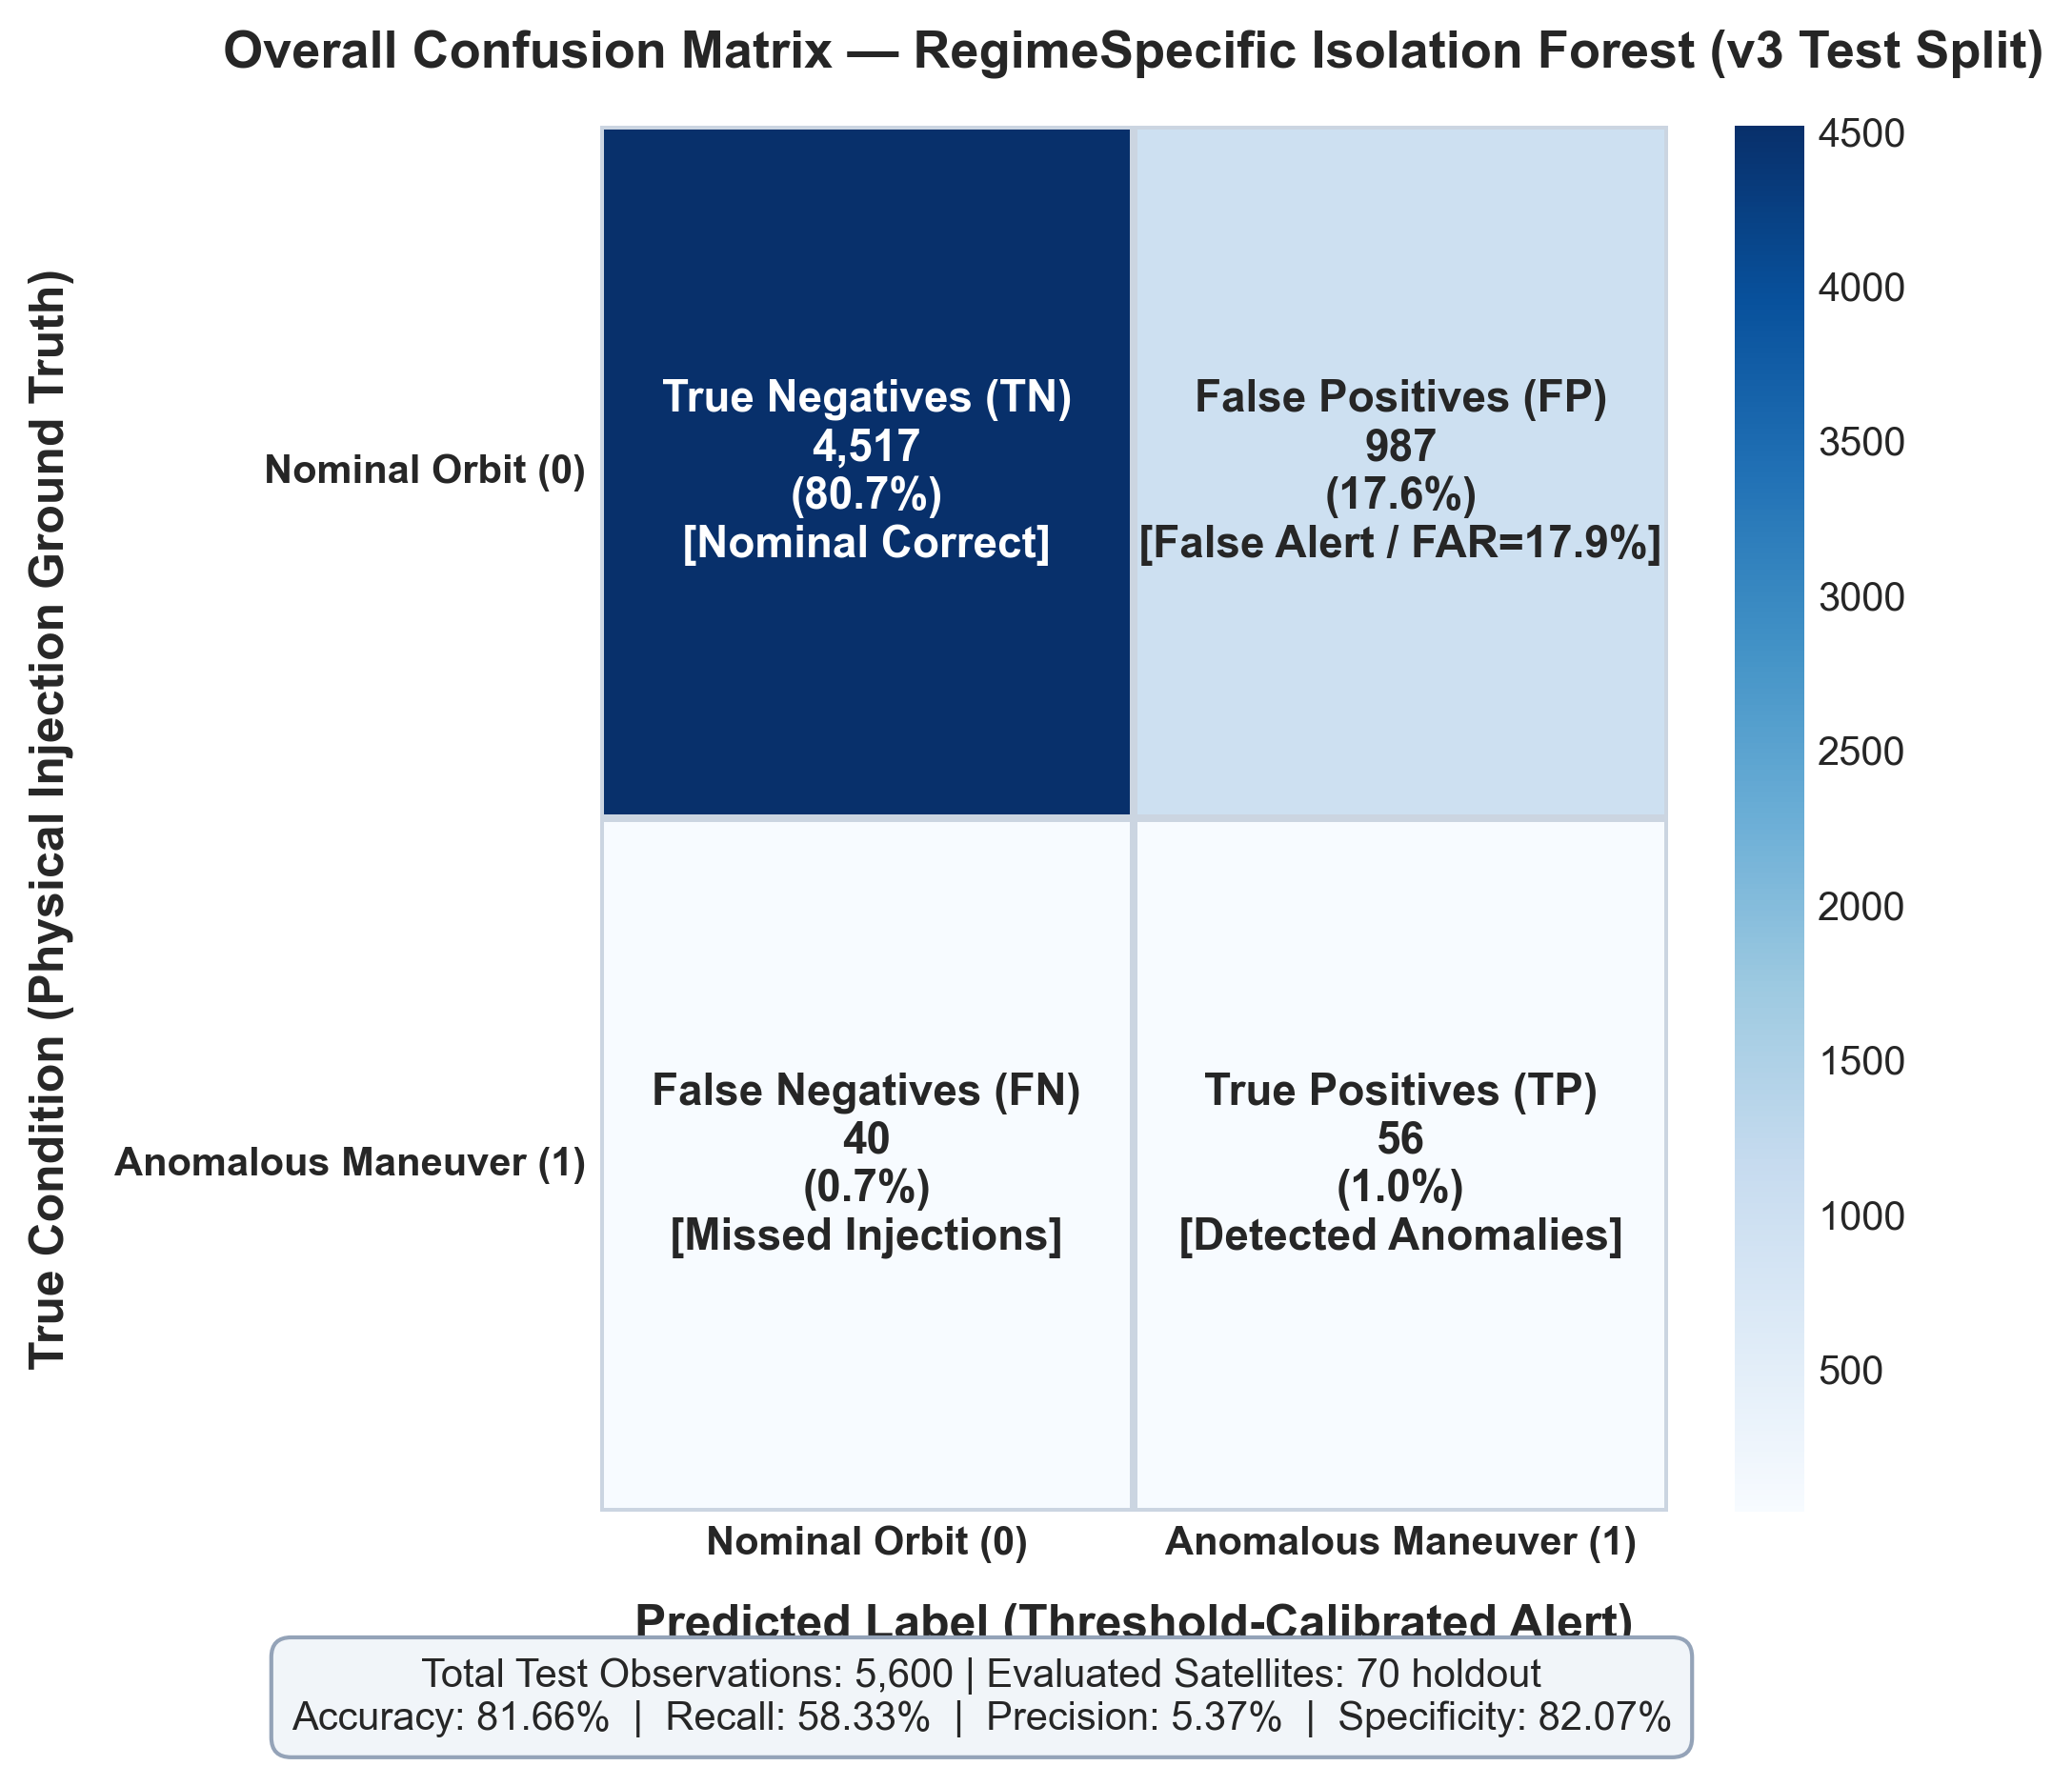 Overall Confusion Matrix — RegimeSpecific Isolation Forest (v3 Test Split)
True Condition (Physical Injection Ground Truth)
Nominal Orbit (0)
True Negatives (TN)
4,517
(80.7%)
[Nominal Correct]
False Positives (FP)
987
(17.6%)
[False Alert / FAR=17.9%]
Anomalous Maneuver (1)
False Negatives (FN)
40
(0.7%)
[Missed Injections]
True Positives (TP)
56
(1.0%)
[Detected Anomalies]
4500
4000
3500
3000
2500
2000
1500
1000
500
Nominal Orbit (0)
Anomalous Maneuver (1)
Predicted Label (Threshold-Calibrated Alert)
Total Test Observations: 5,600 | Evaluated Satellites: 70 holdout
Accuracy: 81.66% | Recall: 58.33% | Precision: 5.37% | Specificity: 82.07%